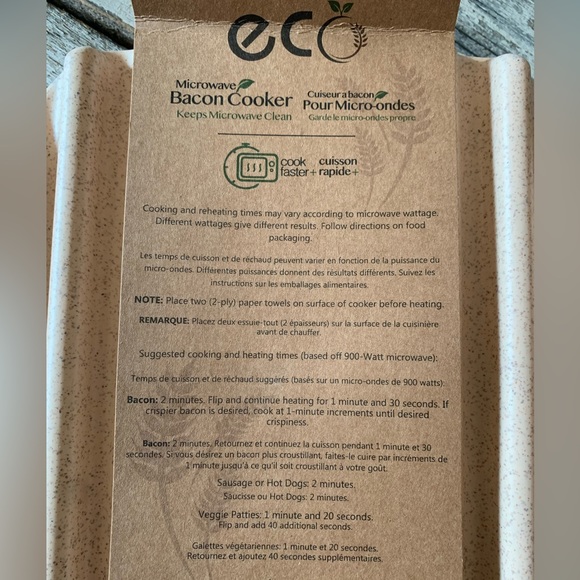 eco
Microwave
Bacon Cooker
Keeps Microwave Clean
Cuiseur a bacon
Pour Micro-ondes
Garde le micro-ondes propre
cook
faster+
cuisson
rapide+
Cooking and reheating times may vary according to microwave wattage.
Different wattages give different results. Follow directions on food
packaging.
Les temps de cuisson et de réchaud peuvent varier en fonction de la puissance du
micro-ondes. Différentes puissances donnent des résultats différents. Suivez les
instructions sur les emballages alimentaires.
NOTE: Place two (2-ply) paper towels on surface of cooker before heating.
REMARQUE: Placez deux essuie-tout (2 épaisseurs) sur la surface de la cuisinière
avant de chauffer.
Suggested cooking and heating times (based off 900-Watt microwave):
Temps de cuisson et de réchaud suggérés (basés sur un micro-ondes de 900 watts):
Bacon: 2 minutes. Flip and continue heating for 1 minute and 30 seconds. If
crispier bacon is desired, cook at 1-minute increments until desired
crispiness.
Bacon: 2 minutes. Retournez et continuez la cuisson pendant 1 minute et 30
secondes. Si vous désirez un bacon plus croustillant, faites-le cuire par incréments de
1 minute jusqu'à ce qu'il soit croustillant à votre goût.
Sausage or Hot Dogs: 2 minutes.
Saucisse ou Hot Dogs: 2 minutes.
Veggie Patties: 1 minute and 20 seconds.
Flip and add 40 additional seconds.
Galettes végétariennes: 1 minute et 20 secondes.
Retournez et ajoutez 40 secondes supplémentaires.